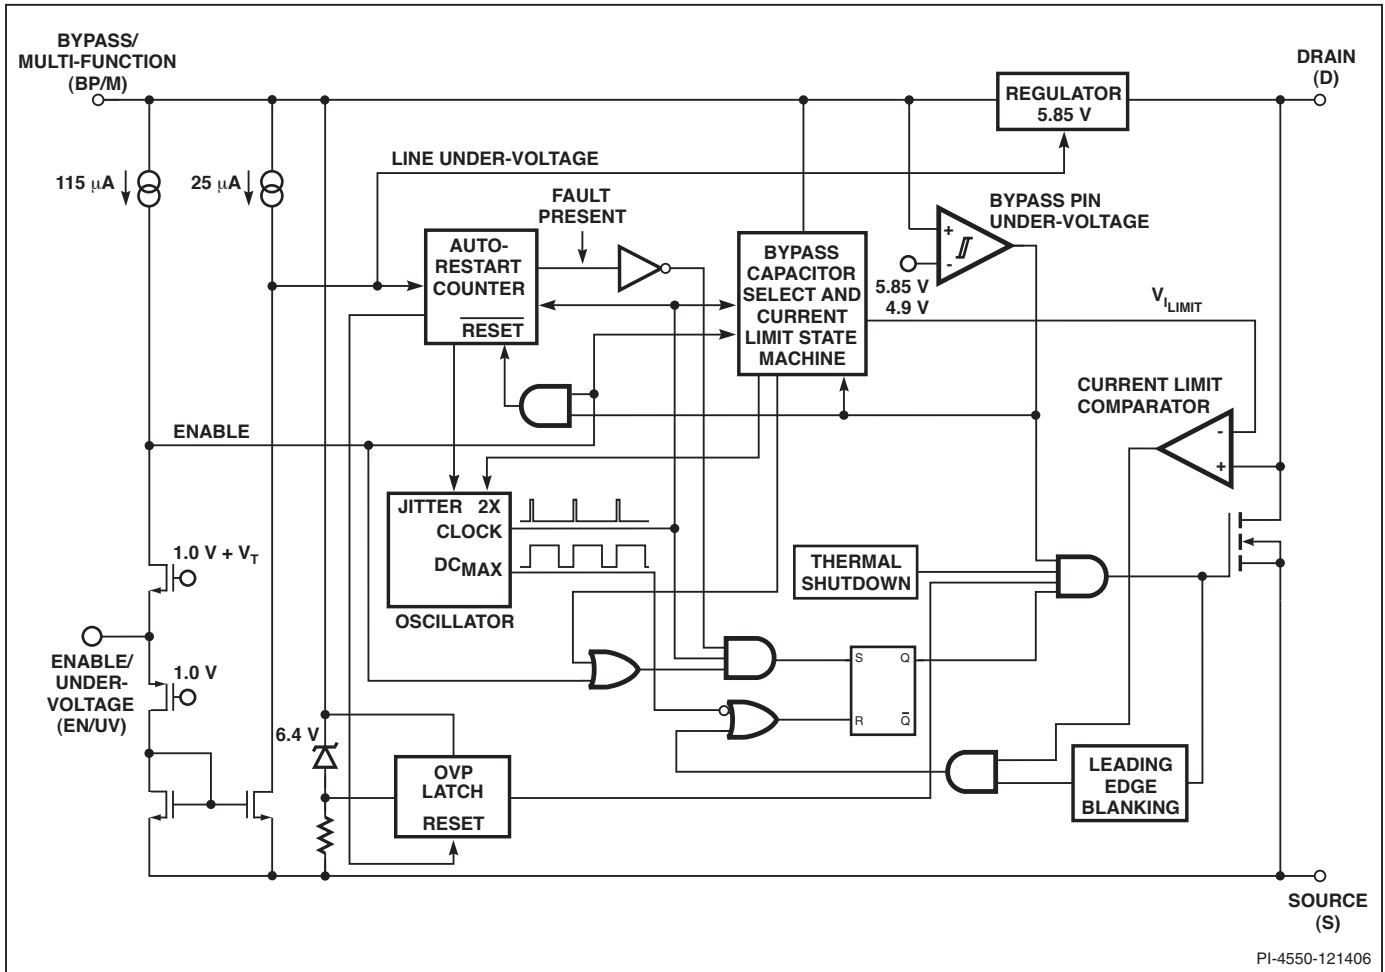 BYPASS/
MULTI-FUNCTION
(BP/M)
DRAIN
(D)
REGULATOR
5.85 V
LINE UNDER-VOLTAGE
115 μA
25 μA
FAULT
PRESENT
BYPASS PIN
UNDER-VOLTAGE
AUTO-
RESTART
COUNTER
RESET
BYPASS
CAPACITOR
SELECT AND
CURRENT
LIMIT STATE
MACHINE
+
-
5.85 V
4.9 V
VILIMIT
CURRENT LIMIT
COMPARATOR
-
+
ENABLE
JITTER 2X
CLOCK
DCMAX
OSCILLATOR
1.0 V + VT
THERMAL
SHUTDOWN
ENABLE/
UNDER-
VOLTAGE
(EN/UV)
1.0 V
S Q
R Q̅
6.4 V
OVP
LATCH
RESET
LEADING
EDGE
BLANKING
SOURCE
(S)
PI-4550-121406